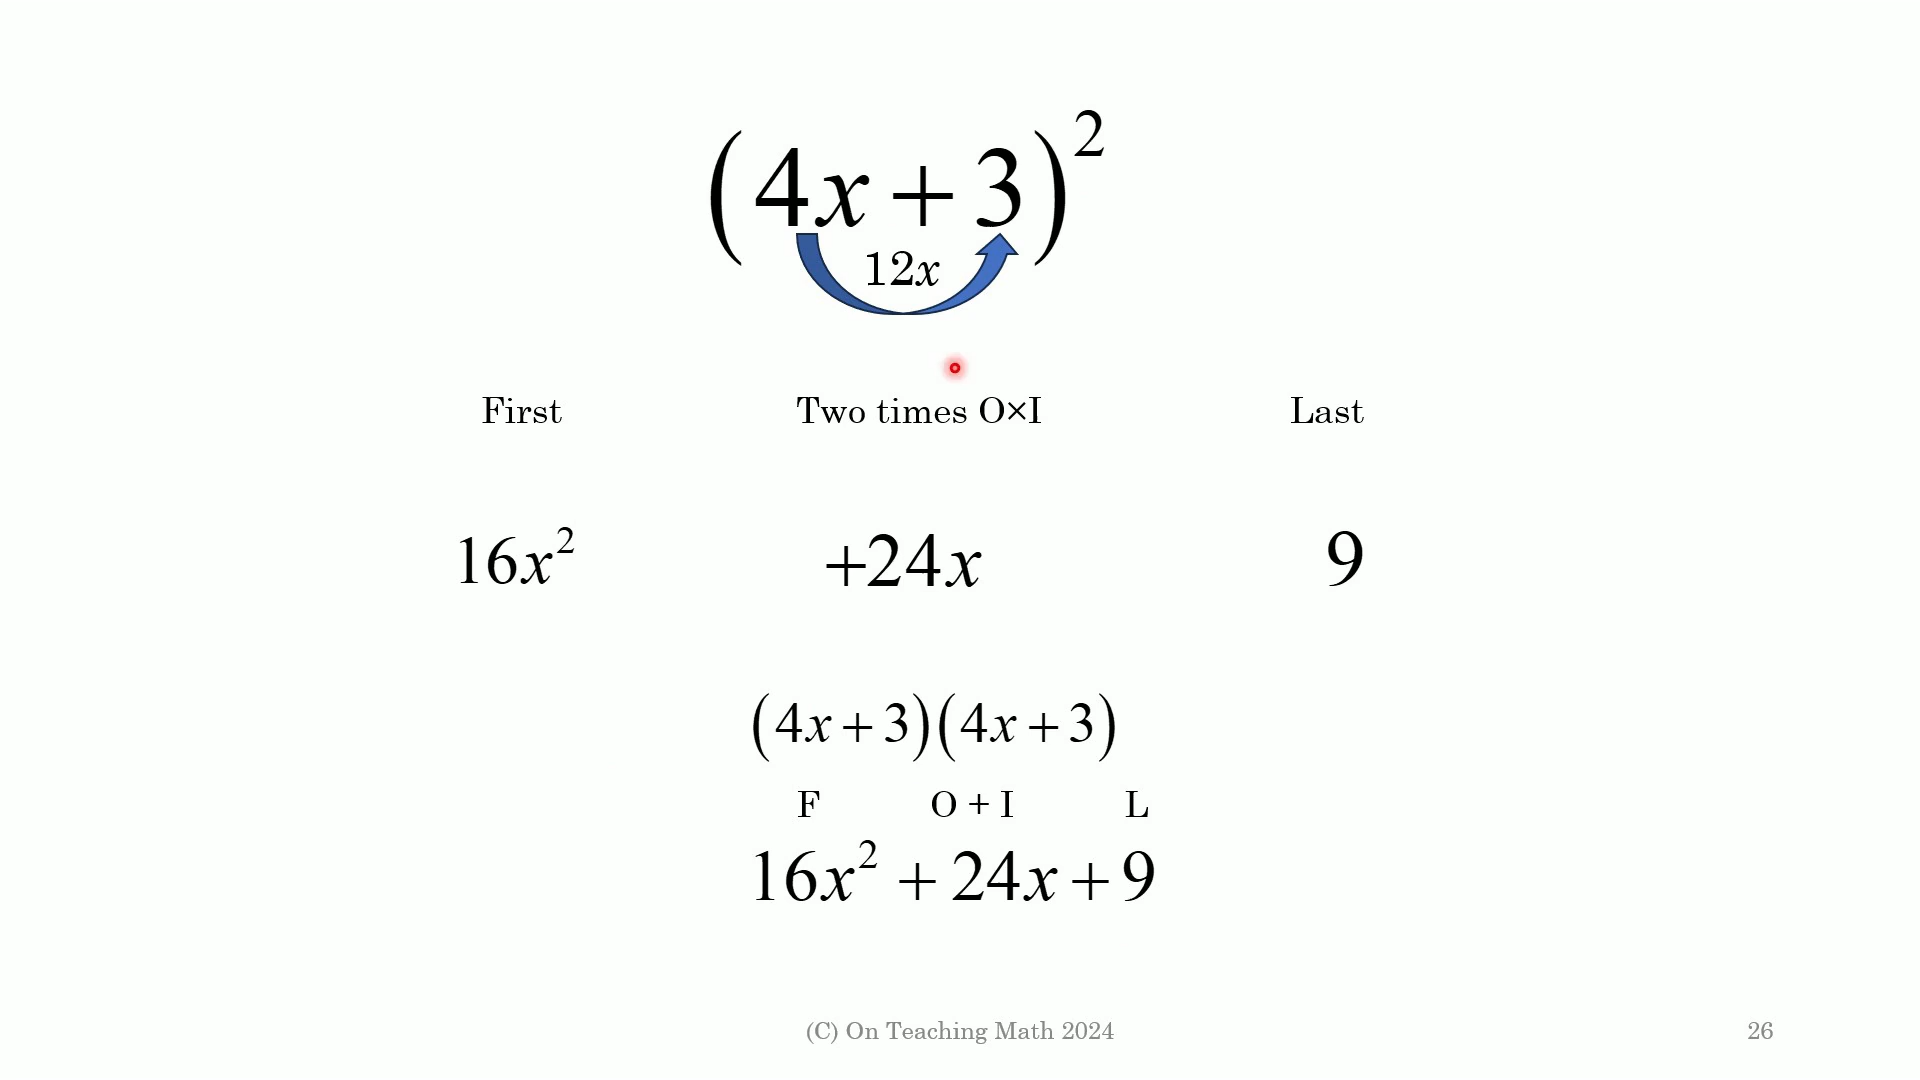 (4x + 3)²
12x
First Two times O×I Last
16x² +24x 9
(4x + 3)(4x + 3)
F O + I L
16x² + 24x + 9
(C) On Teaching Math 2024 26